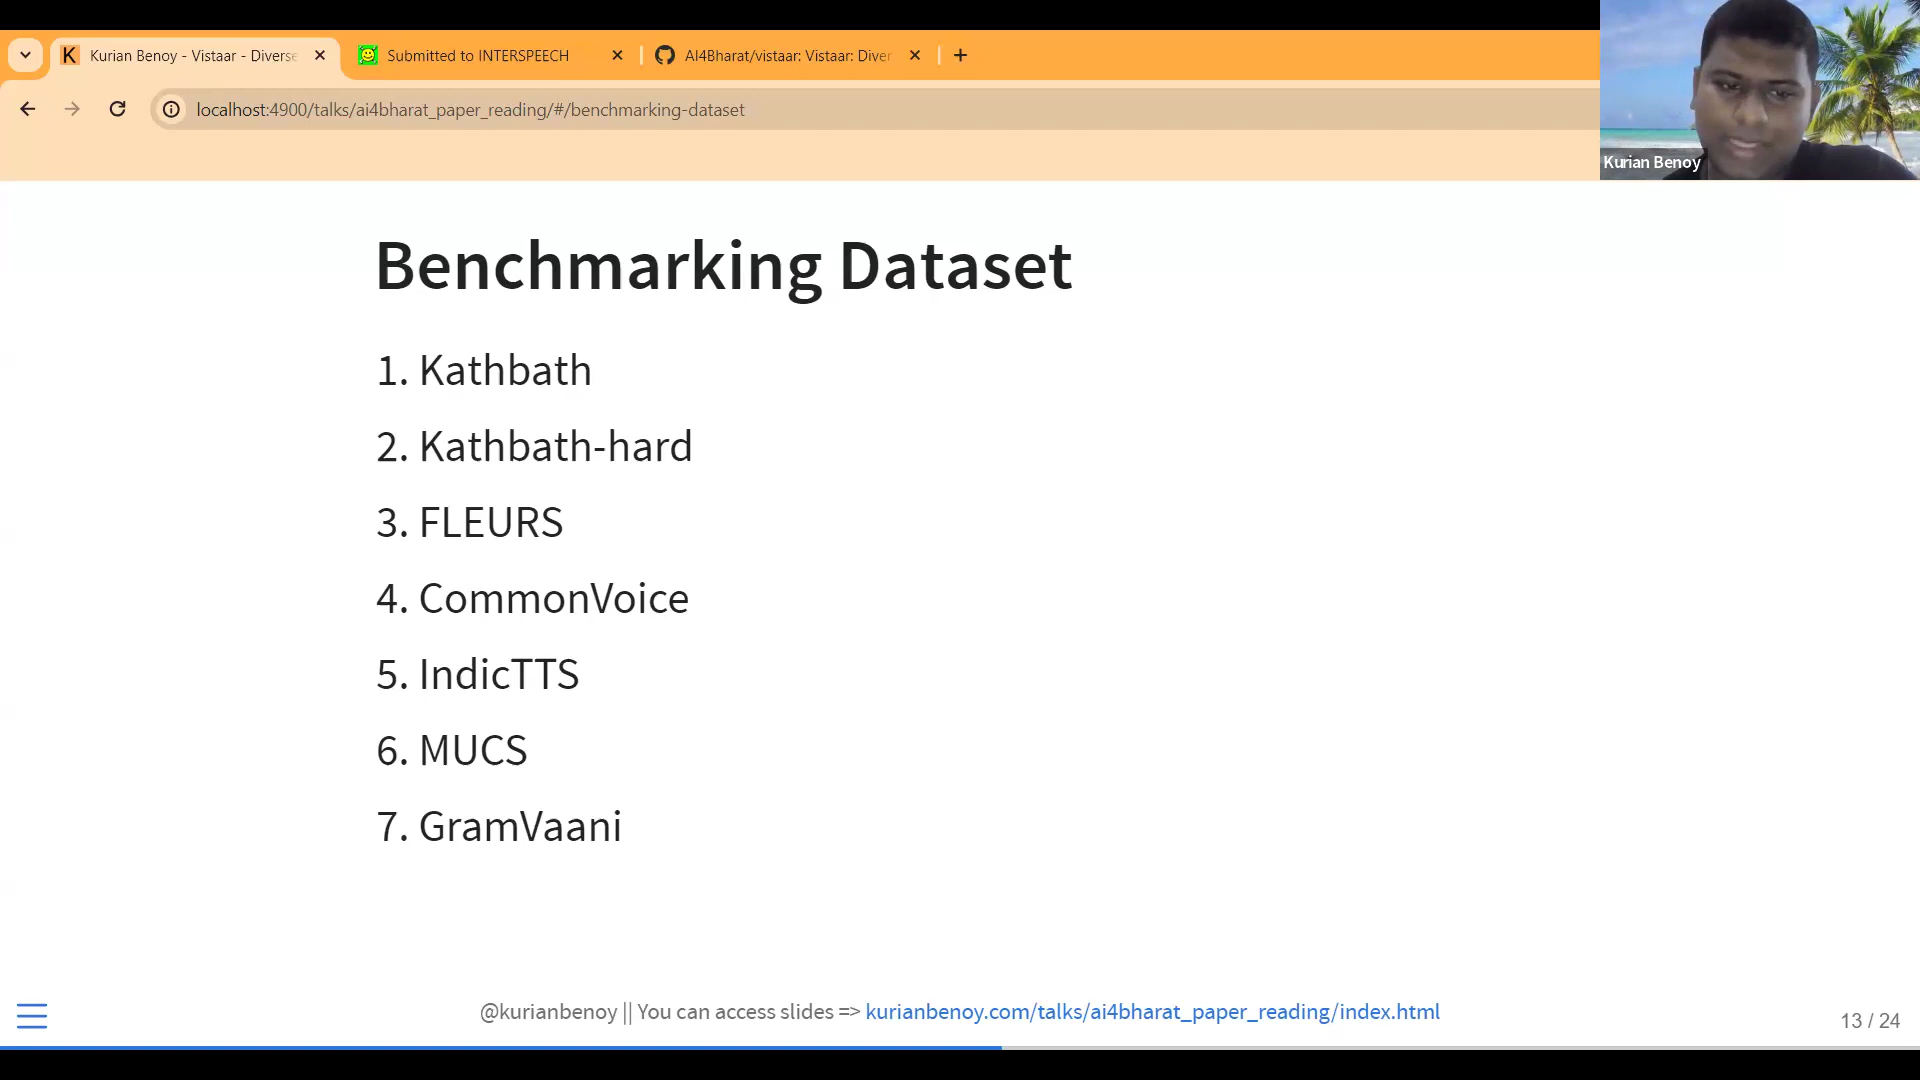 Kurian Benoy - Vistaar - Diverse
Submitted to INTERSPEECH
AI4Bharat/vistaar: Vistaar: Diver
localhost:4900/talks/ai4bharat_paper_reading/#/benchmarking-dataset
Kurian Benoy
Benchmarking Dataset
1. Kathbath
2. Kathbath-hard
3. FLEURS
4. CommonVoice
5. IndicTTS
6. MUCS
7. GramVaani
@kurianbenoy || You can access slides => kurianbenoy.com/talks/ai4bharat_paper_reading/index.html
13 / 24